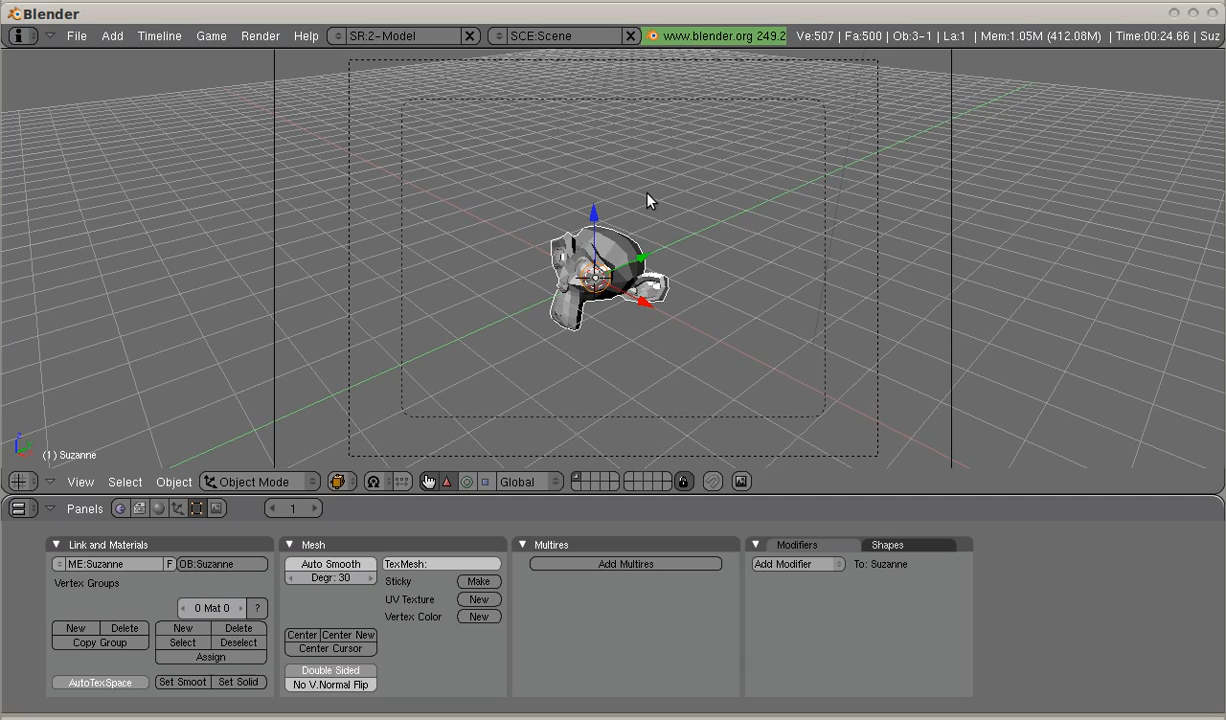 Blender
File Add Timeline Game Render Help SR:2-Model SCE:Scene www.blender.org 249.2 Ve:507 | Fa:500 | Ob:3-1 | La:1 | Mem:1.05M (412.08M) | Time:00:24.66 | Suz
z
(1) Suzanne
View Select Object Object Mode Global
Panels 1
Link and Materials
ME:Suzanne F OB:Suzanne
Vertex Groups
0 Mat 0 ?
New Delete New Delete
Copy Group Select Deselect
Assign
AutoTexSpace Set Smoot Set Solid
Mesh
Auto Smooth TexMesh:
Degr: 30 Sticky Make
UV Texture New
Vertex Color New
Center Center New
Center Cursor
Double Sided
No V.Normal Flip
Multires
Add Multires
Modifiers Shapes
Add Modifier To: Suzanne